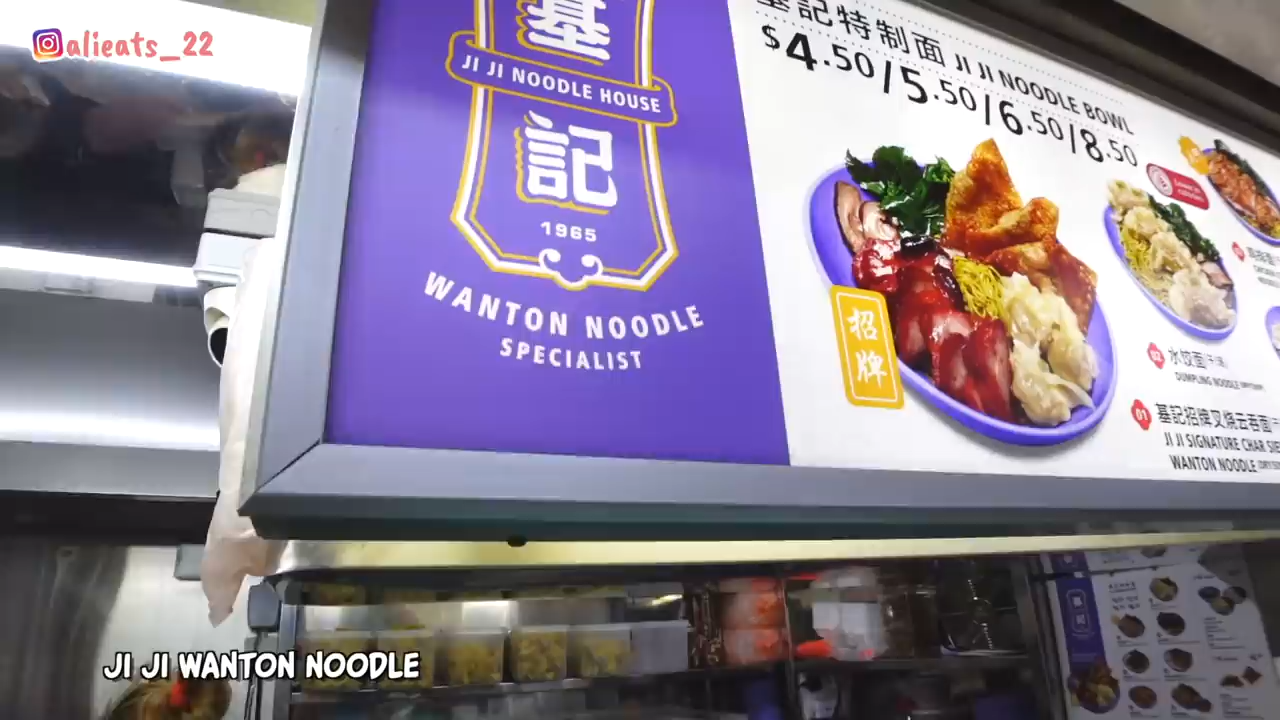 alieats_22
基
JI JI NOODLE HOUSE
記
1965
WANTON NOODLE
SPECIALIST
基記特制面 JI JI NOODLE BOWL
$4.50/5.50/6.50/8.50
招牌
02 水饺面
DUMPLING NOODLE
01 基記招牌叉烧云吞面
JI JI SIGNATURE CHAR SIE
WANTON NOODLE
JI JI WANTON NOODLE